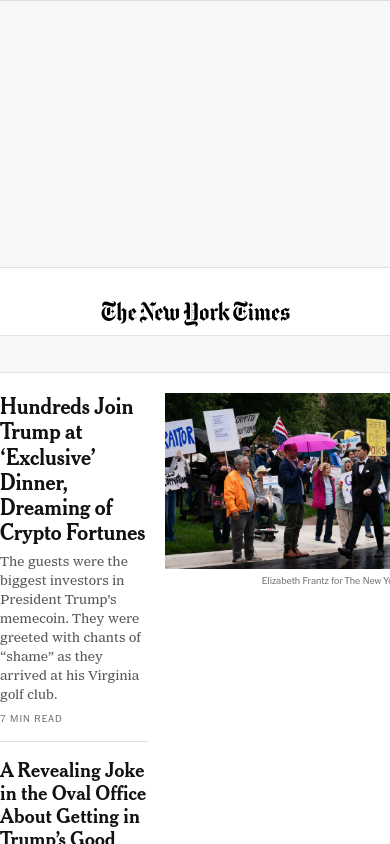 The New York Times
Hundreds Join
Trump at
‘Exclusive’
Dinner,
Dreaming of
Crypto Fortunes
The guests were the
biggest investors in
President Trump’s
memecoin. They were
greeted with chants of
“shame” as they
arrived at his Virginia
golf club.
7 MIN READ
TRAITOR
CRYPTO
Elizabeth Frantz for The New Yo
A Revealing Joke
in the Oval Office
About Getting in
Trump’s Good